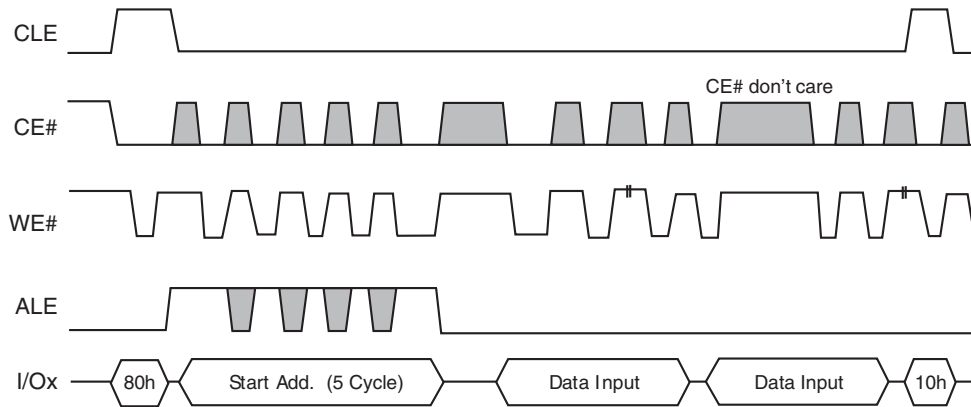 CLE
CE# don't care
CE#
WE#
ALE
I/Ox 80h Start Add. (5 Cycle) Data Input Data Input 10h